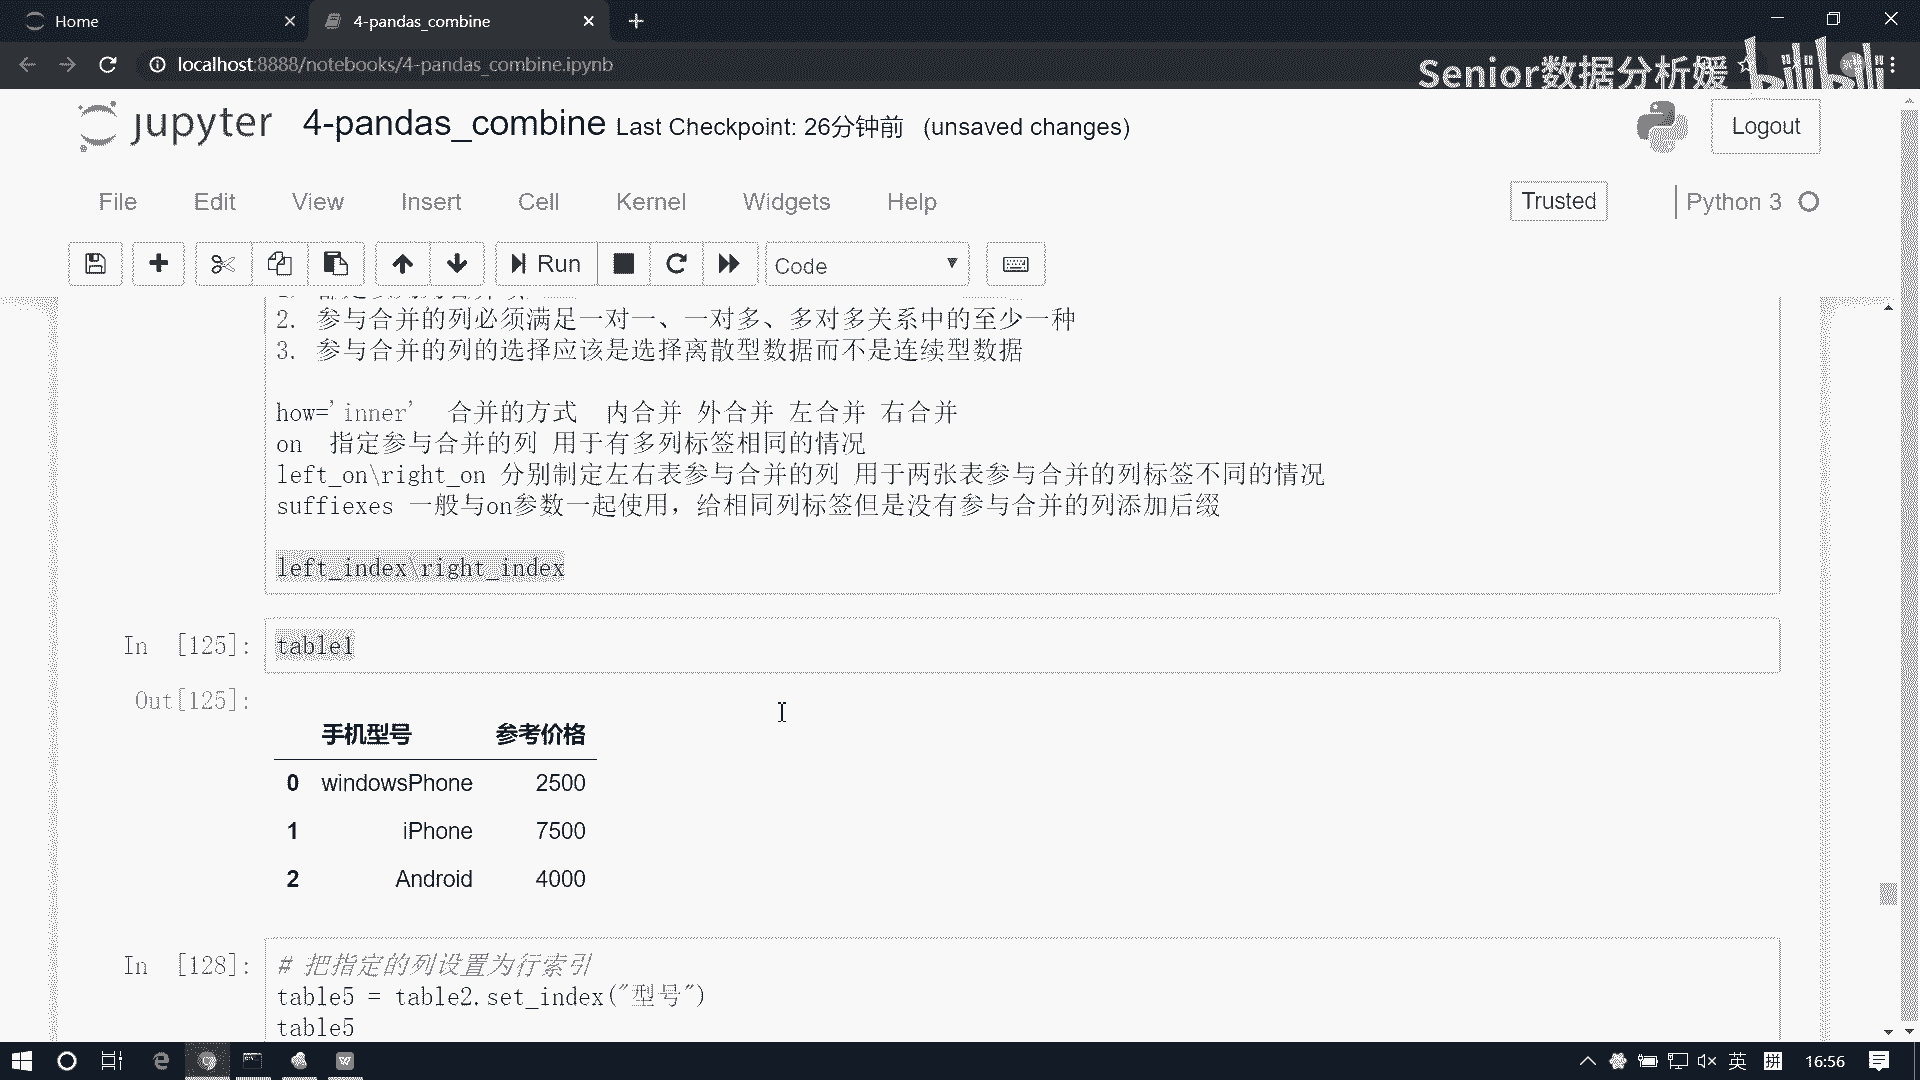 Home
4-pandas_combine
localhost:8888/notebooks/4-pandas_combine.ipynb
Senior数据分析媛 bilibili
jupyter 4-pandas_combine Last Checkpoint: 26分钟前 (unsaved changes)
Logout
File Edit View Insert Cell Kernel Widgets Help
Trusted Python 3
Run Code
2. 参与合并的列必须满足一对一、一对多、多对多关系中的至少一种
3. 参与合并的列的选择应该是选择离散型数据而不是连续型数据
how='inner' 合并的方式 内合并 外合并 左合并 右合并
on 指定参与合并的列 用于有多列标签相同的情况
left_on\right_on 分别制定左右表参与合并的列 用于两张表参与合并的列标签不同的情况
suffiexes 一般与on参数一起使用，给相同列标签但是没有参与合并的列添加后缀
left_index\right_index
In [125]: table1
Out[125]:
手机型号 参考价格
0 windowsPhone 2500
1 iPhone 7500
2 Android 4000
In [128]: # 把指定的列设置为行索引
table5 = table2.set_index("型号")
table5
英 拼 16:56